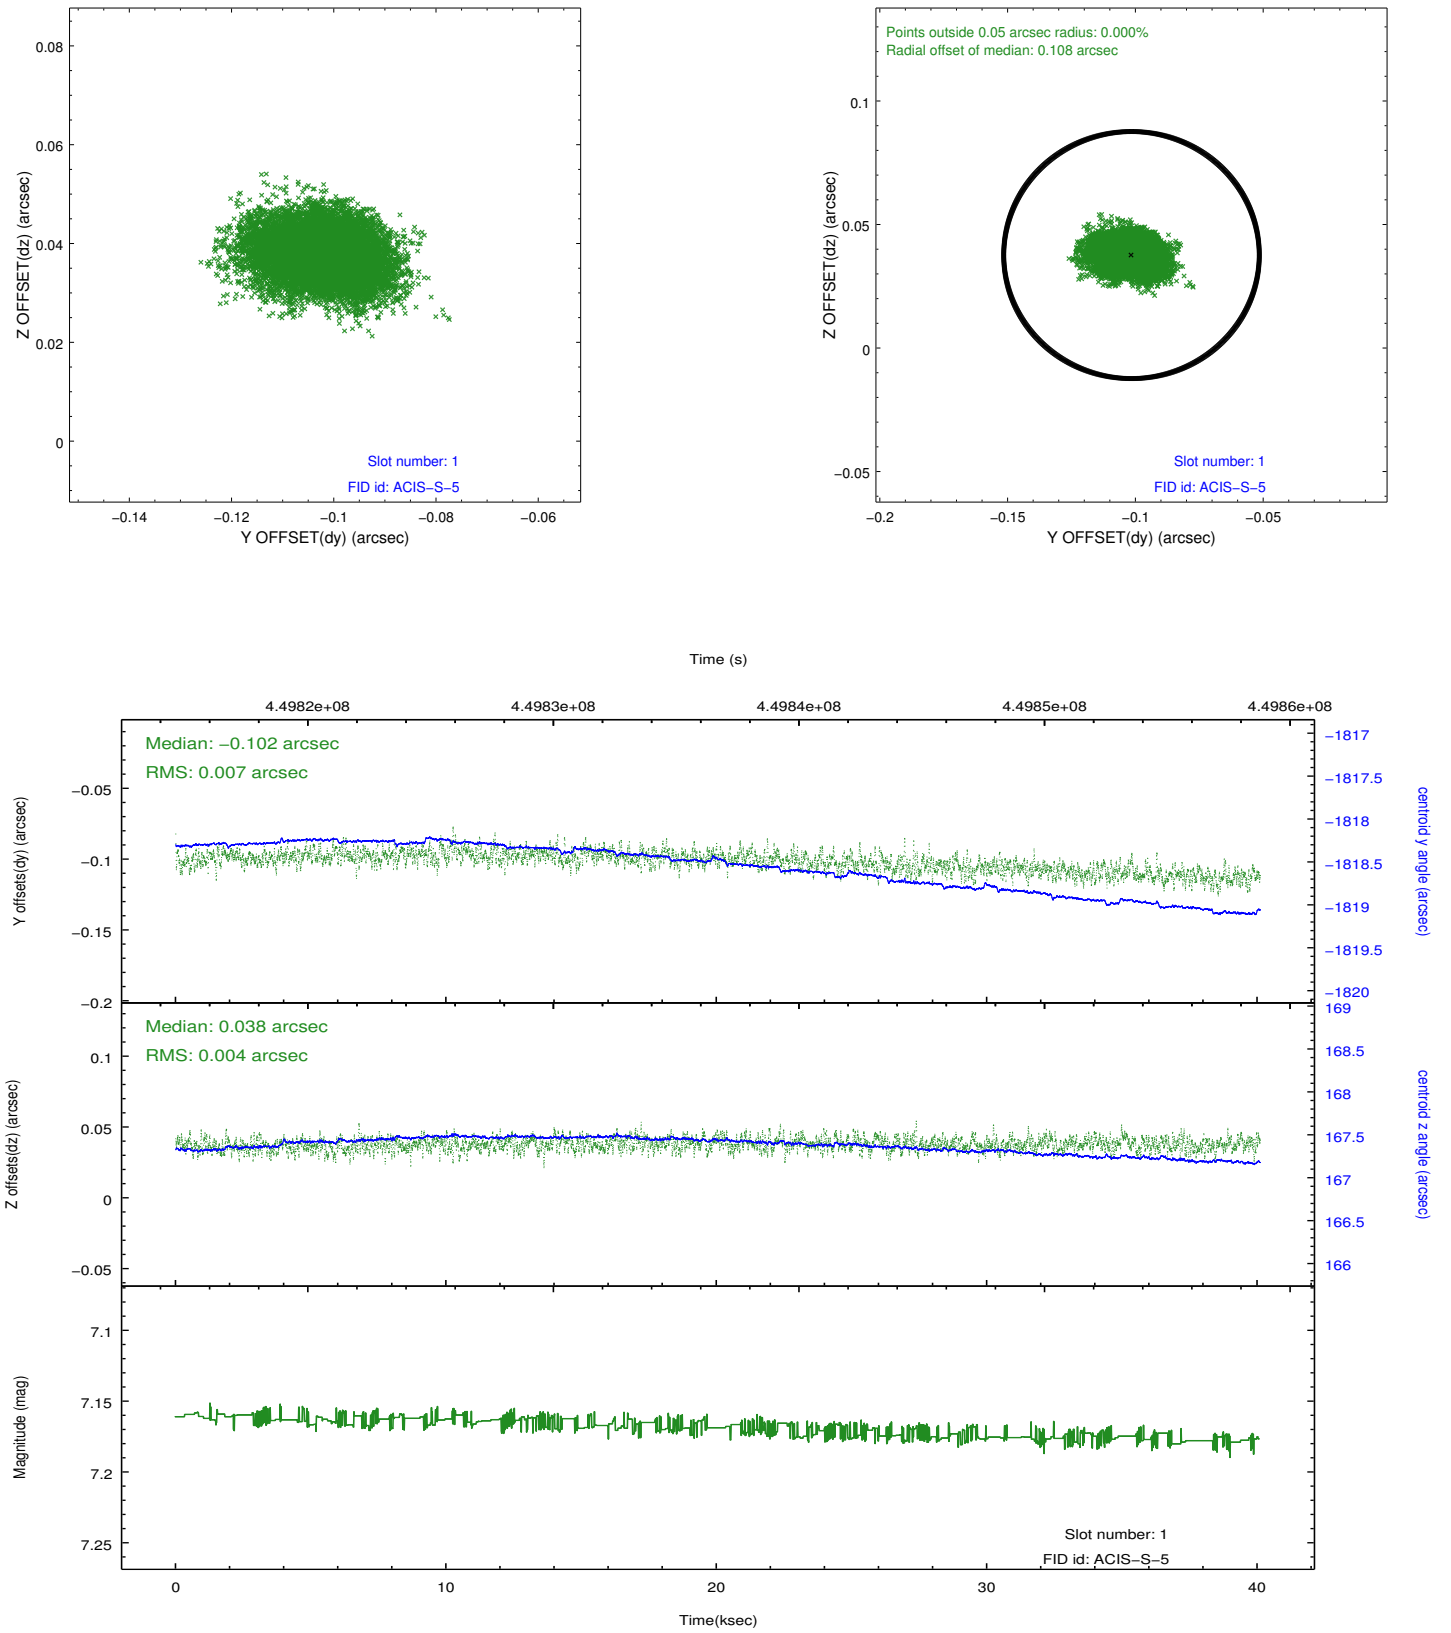 0.08
0.06
0.04
0.02
0
Z OFFSET(dz) (arcsec)
Slot number: 1
FID id: ACIS−S−5
−0.14
−0.12
−0.1
−0.08
−0.06
Y OFFSET(dy) (arcsec)
Points outside 0.05 arcsec radius: 0.000%
Radial offset of median: 0.108 arcsec
0.1
0.05
0
−0.05
Z OFFSET(dz) (arcsec)
Slot number: 1
FID id: ACIS−S−5
−0.2
−0.15
−0.1
−0.05
Y OFFSET(dy) (arcsec)
Time (s)
4.4982e+08
4.4983e+08
4.4984e+08
4.4985e+08
4.4986e+08
Median: −0.102 arcsec
RMS: 0.007 arcsec
−0.05
−0.1
−0.15
−0.2
Y offsets(dy) (arcsec)
−1817
−1817.5
−1818
−1818.5
−1819
−1819.5
−1820
centroid y angle (arcsec)
Median: 0.038 arcsec
RMS: 0.004 arcsec
0.1
0.05
0
−0.05
Z offsets(dz) (arcsec)
169
168.5
168
167.5
167
166.5
166
centroid z angle (arcsec)
7.1
7.15
7.2
7.25
Magnitude (mag)
Slot number: 1
FID id: ACIS−S−5
0
10
20
30
40
Time(ksec)